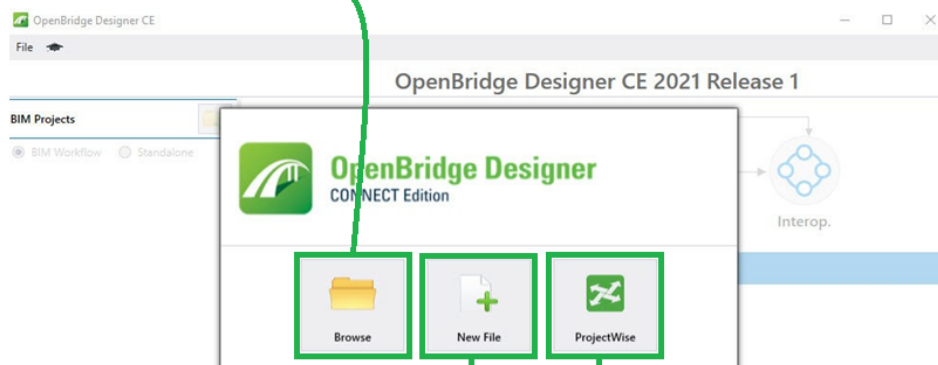 OpenBridge Designer CE
File
OpenBridge Designer CE 2021 Release 1
BIM Projects
BIM Workflow Standalone
OpenBridge Designer
CONNECT Edition
Interop.
Browse New File ProjectWise